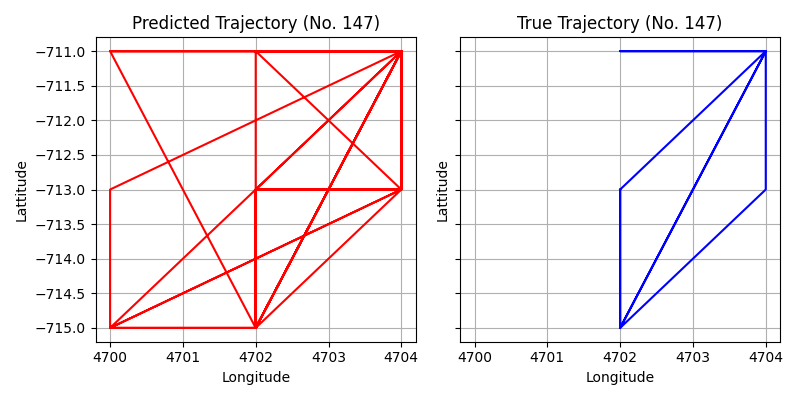 Predicted Trajectory (No. 147)
True Trajectory (No. 147)
−711.0
−711.5
−712.0
−712.5
−713.0
−713.5
−714.0
−714.5
−715.0
Lattitude
Lattitude
4700 4701 4702 4703 4704
4700 4701 4702 4703 4704
Longitude
Longitude